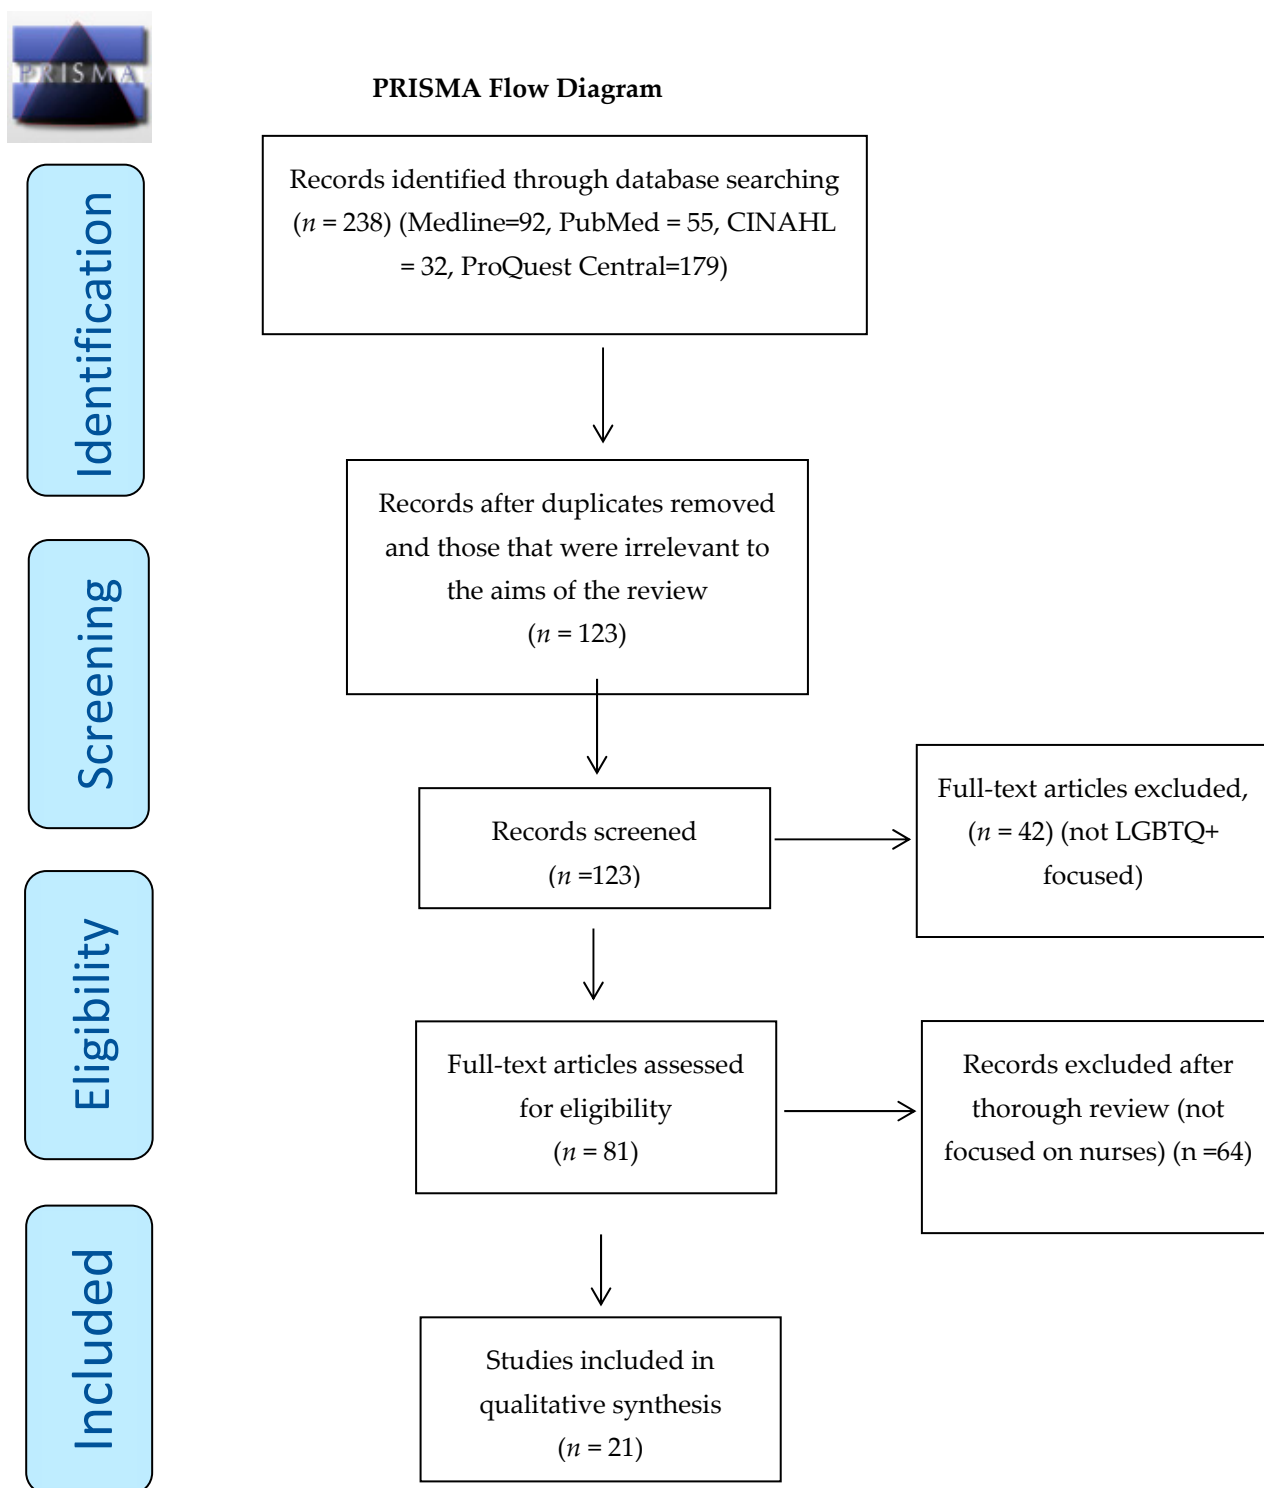 PRISMA
PRISMA Flow Diagram
Identification
Records identified through database searching
(n = 238) (Medline=92, PubMed = 55, CINAHL
= 32, ProQuest Central=179)
Records after duplicates removed
and those that were irrelevant to
the aims of the review
(n = 123)
Screening
Records screened
(n =123)
Full-text articles excluded,
(n = 42) (not LGBTQ+
focused)
Eligibility
Full-text articles assessed
for eligibility
(n = 81)
Records excluded after
thorough review (not
focused on nurses) (n =64)
Included
Studies included in
qualitative synthesis
(n = 21)